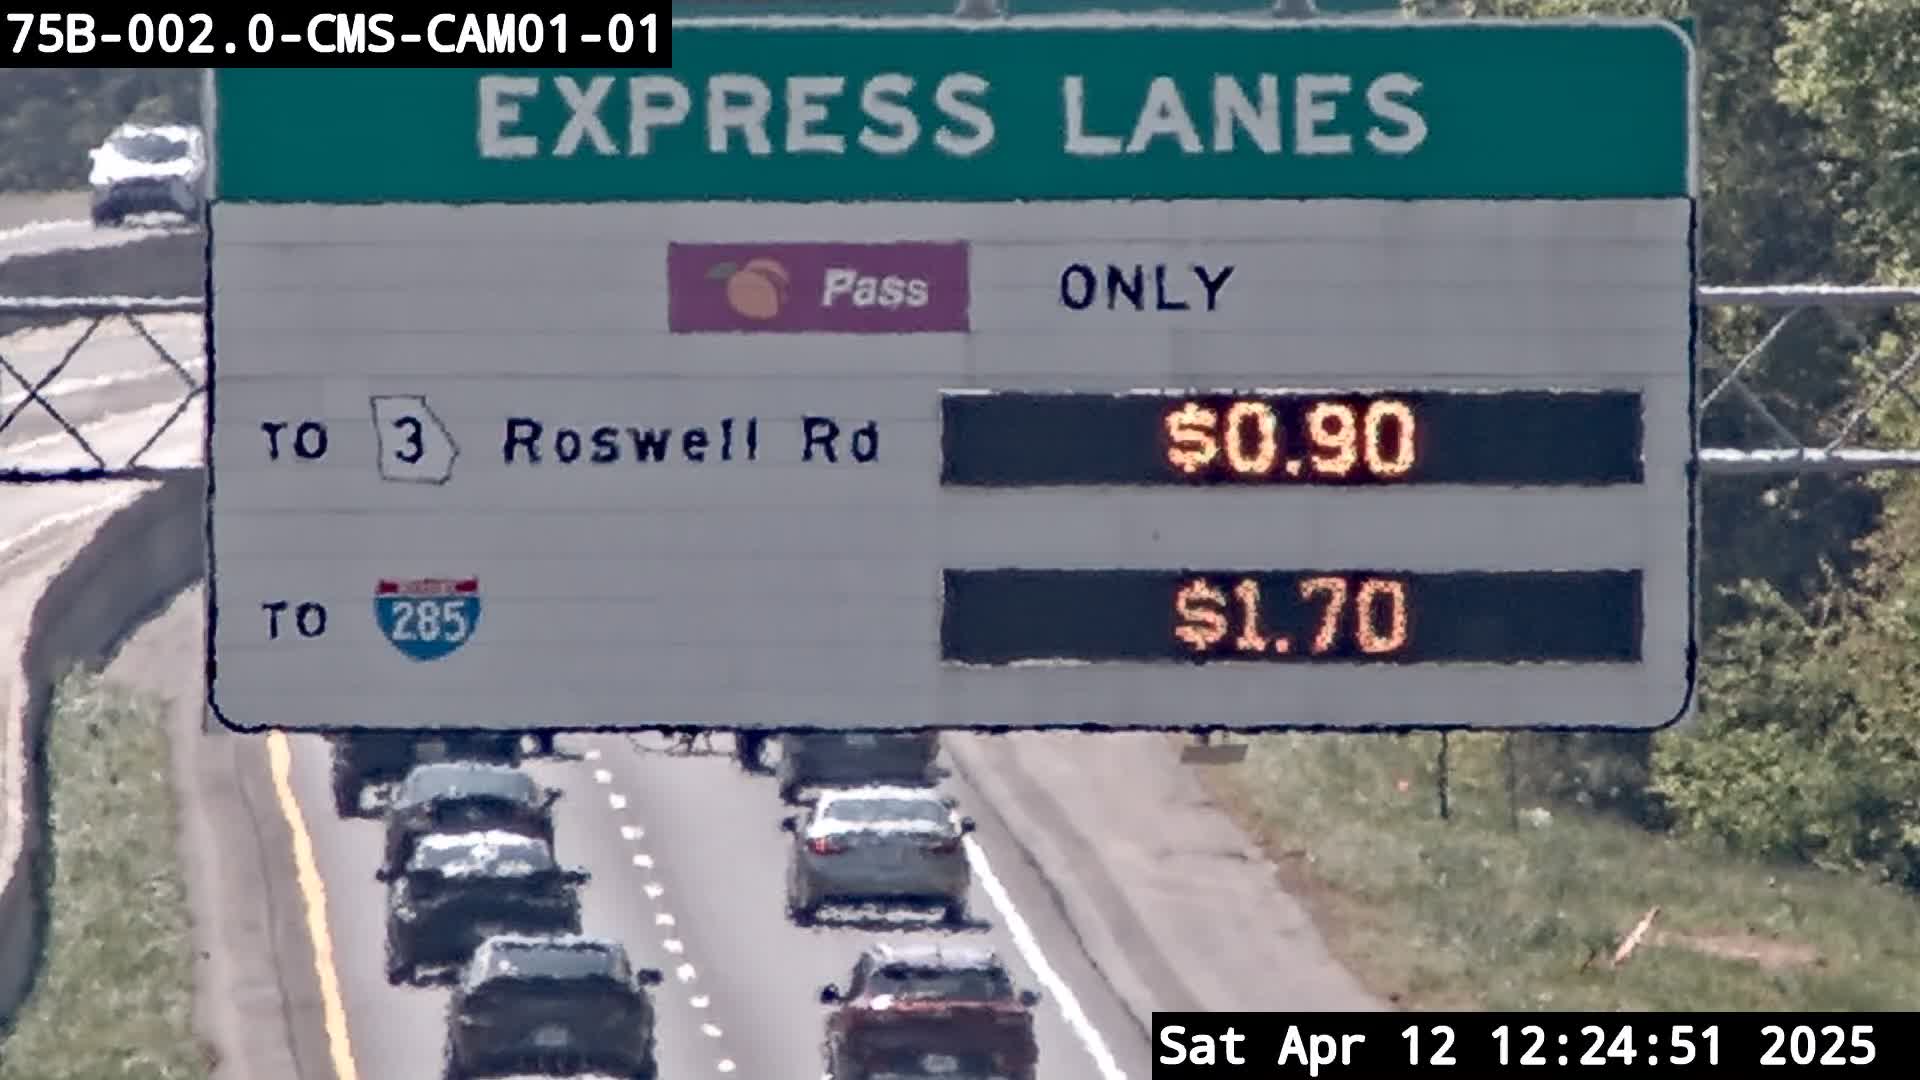 75B-002.0-CMS-CAM01-01
EXPRESS LANES
Pass ONLY
TO 3 Roswell Rd $0.90
TO 285 $1.70
Sat Apr 12 12:24:51 2025